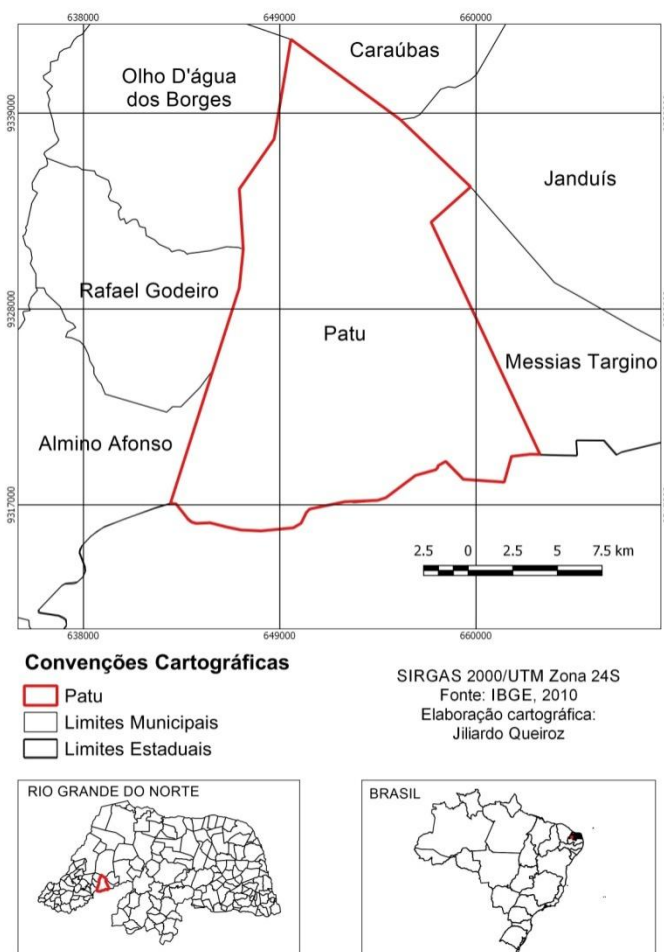 638000
649000
660000
Caraúbas
Olho D'água
dos Borges
9339000
Janduís
Rafael Godeiro
9328000
Patu
Messias Targino
Almino Afonso
9317000
2.5 0 2.5 5 7.5 km
638000
649000
660000
Convenções Cartográficas
Patu
Limites Municipais
Limites Estaduais
SIRGAS 2000/UTM Zona 24S
Fonte: IBGE, 2010
Elaboração cartográfica:
Jiliardo Queiroz
RIO GRANDE DO NORTE
BRASIL